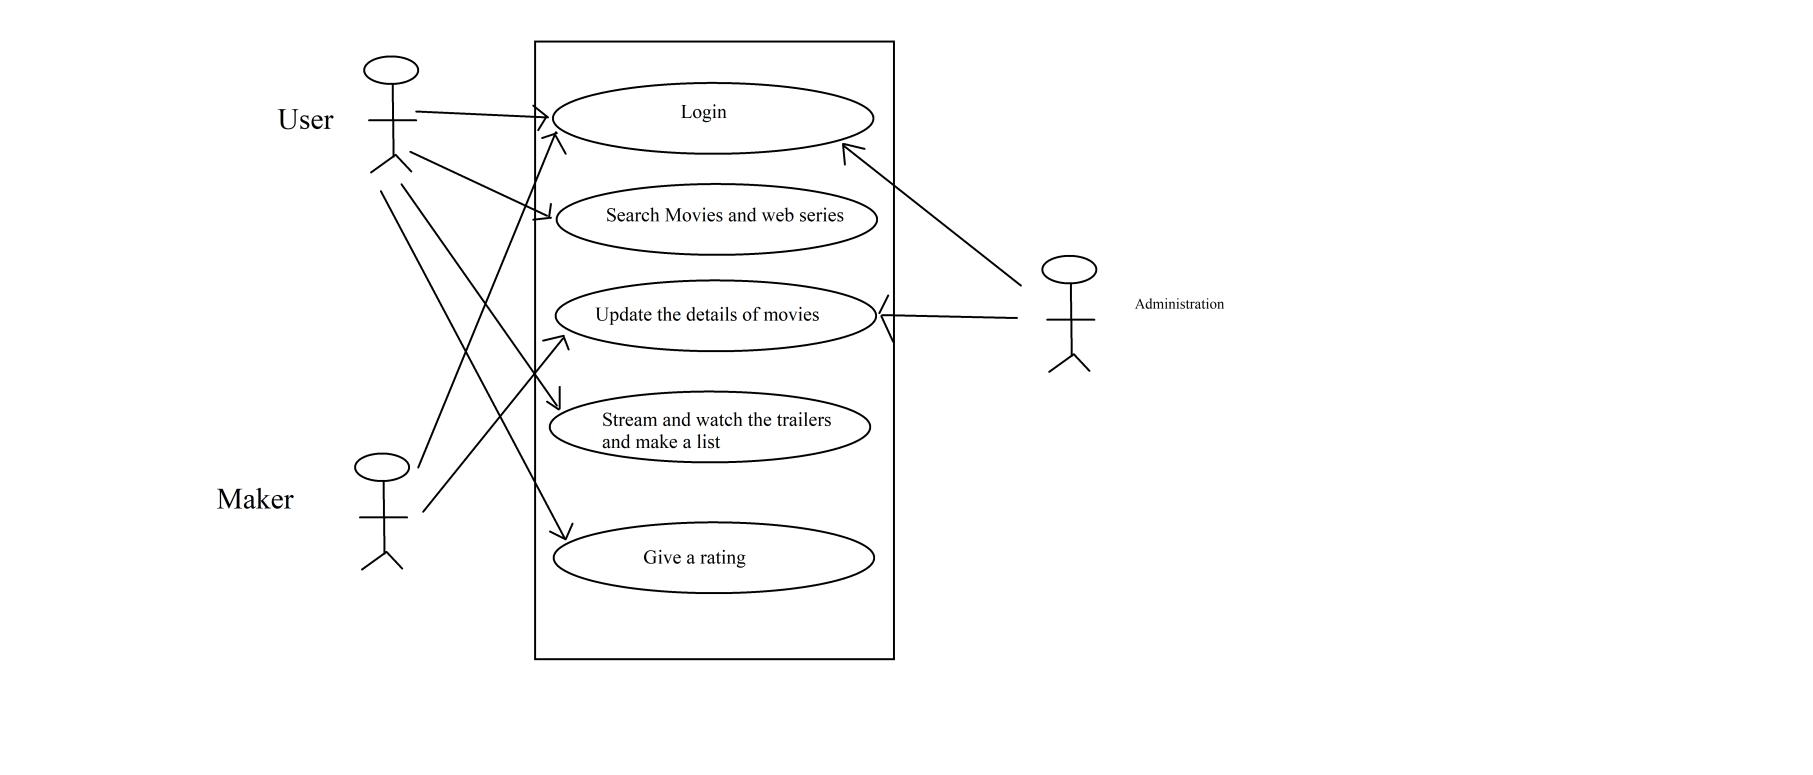 User
Login
Search Movies and web series
Update the details of movies
Administration
Stream and watch the trailers
and make a list
Maker
Give a rating